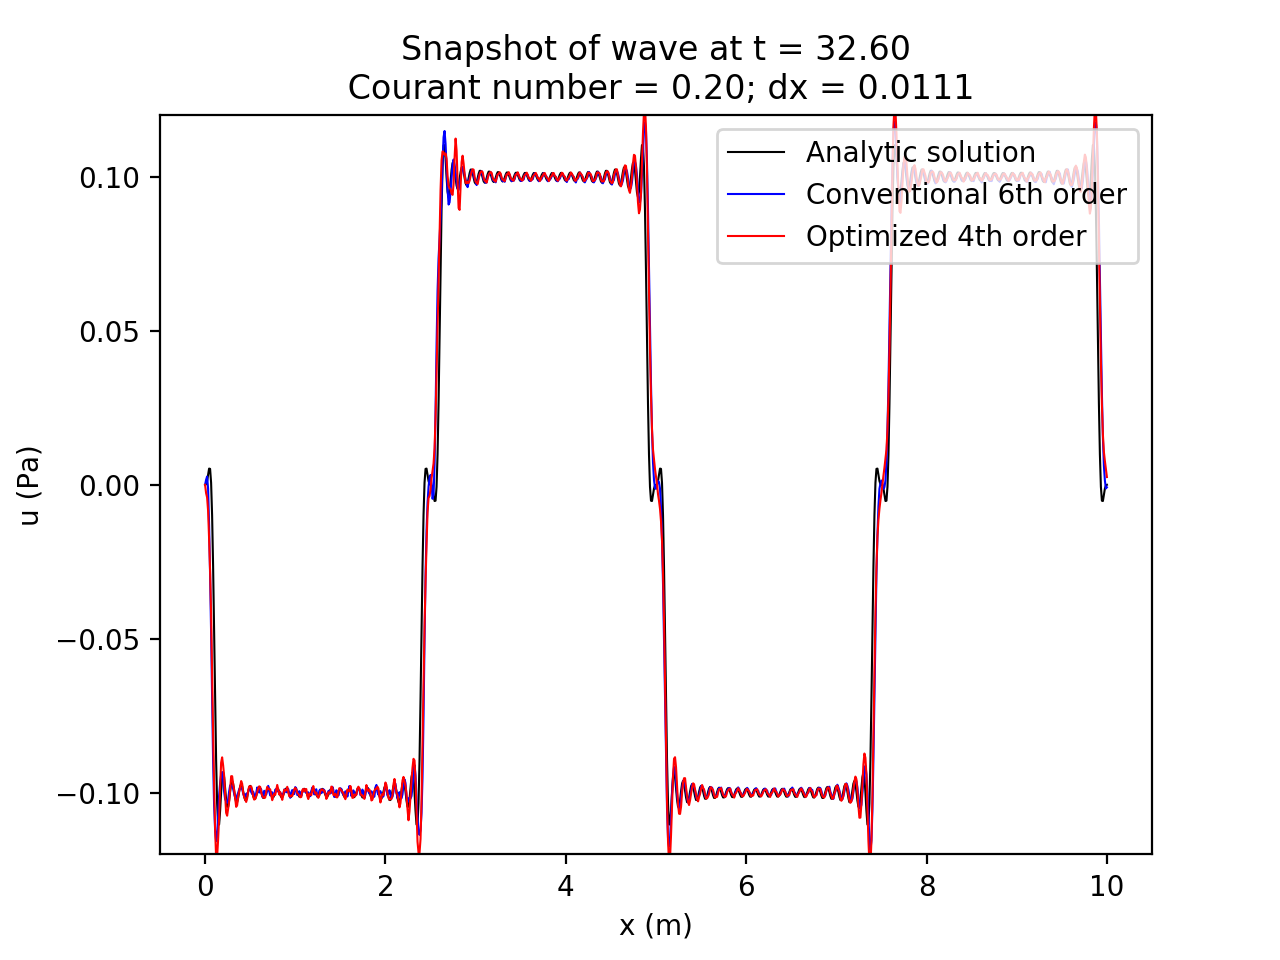 Snapshot of wave at t = 32.60
Courant number = 0.20; dx = 0.0111
Analytic solution
Conventional 6th order
Optimized 4th order
u (Pa)
0.10
0.05
0.00
−0.05
−0.10
0 2 4 6 8 10
x (m)